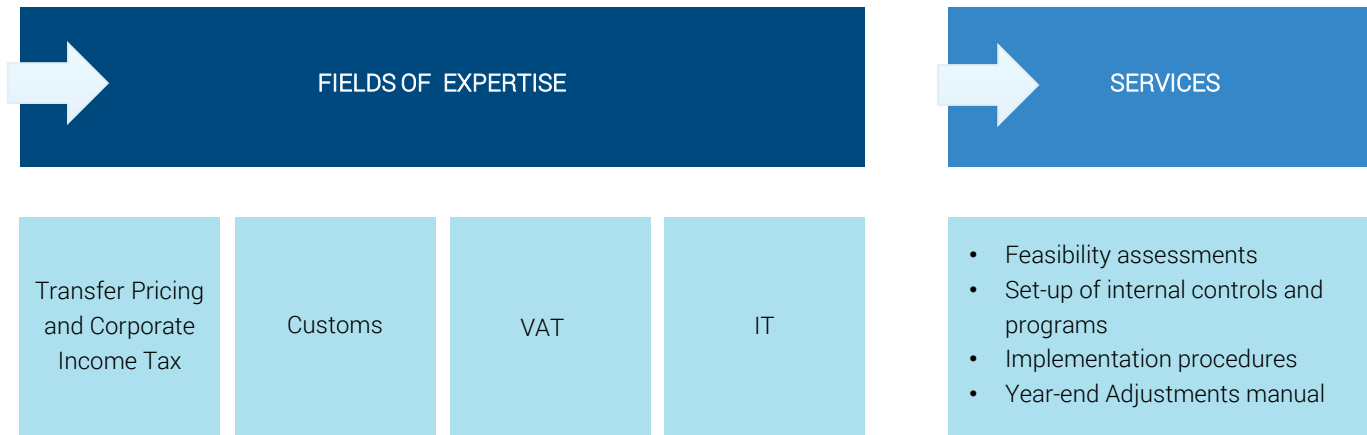 FIELDS OF EXPERTISE
SERVICES
Transfer Pricing
and Corporate
Income Tax
Customs
VAT
IT
• Feasibility assessments
• Set-up of internal controls and
programs
• Implementation procedures
• Year-end Adjustments manual